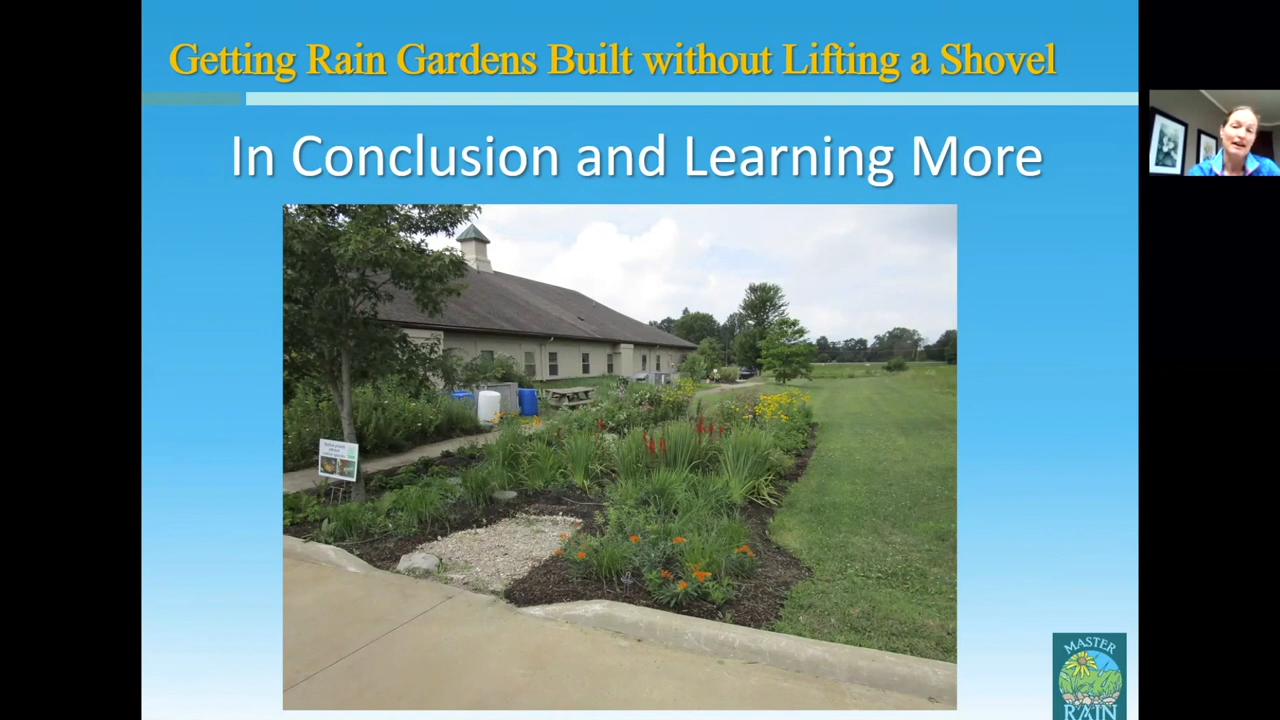 Getting Rain Gardens Built without Lifting a Shovel
In Conclusion and Learning More
MASTER
RAIN